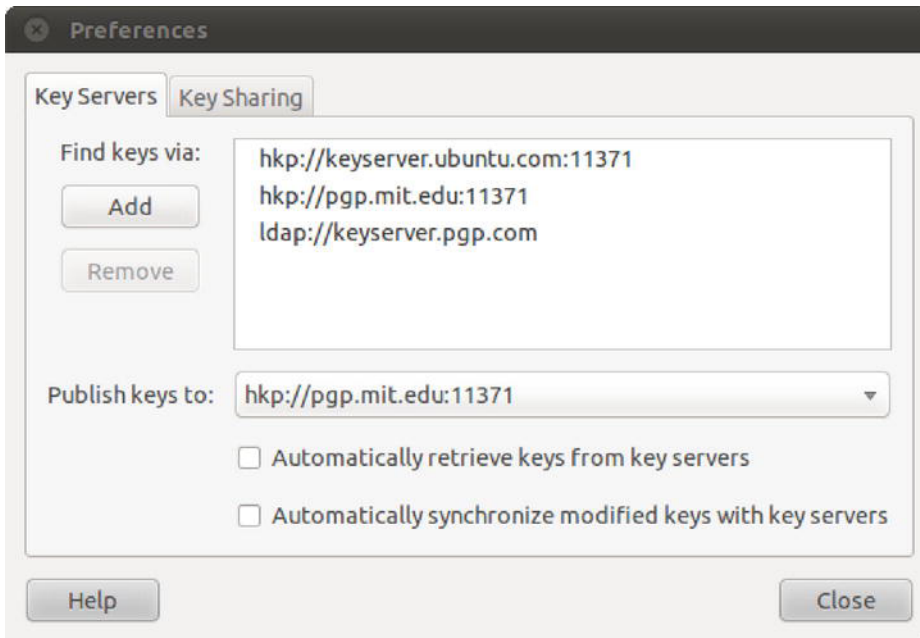 Preferences
Key Servers Key Sharing
Find keys via:
hkp://keyserver.ubuntu.com:11371
hkp://pgp.mit.edu:11371
ldap://keyserver.pgp.com
Add
Remove
Publish keys to: hkp://pgp.mit.edu:11371
Automatically retrieve keys from key servers
Automatically synchronize modified keys with key servers
Help Close